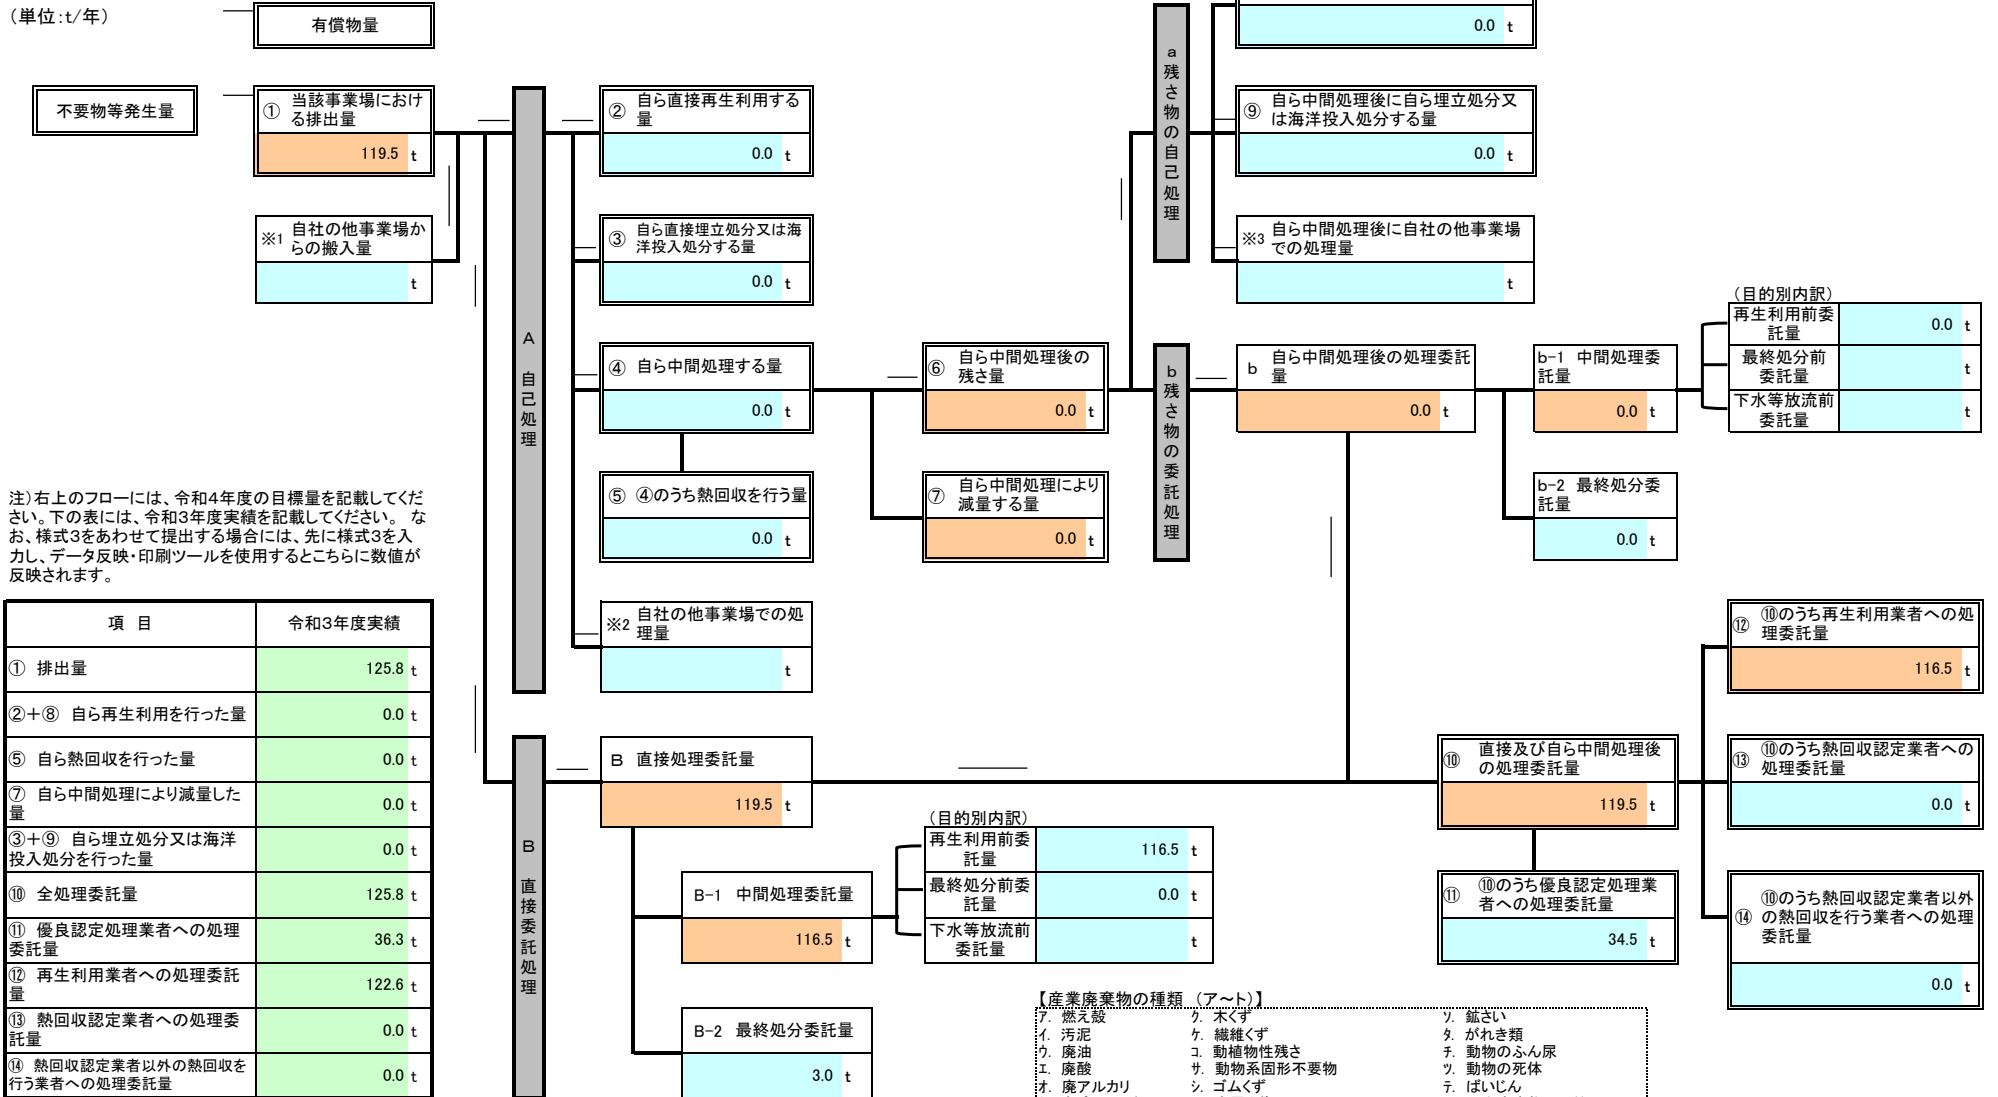 （単位：t/年）
有償物量
0.0 t
不要物等発生量
① 当該事業場におけ
る排出量
119.5 t
※1 自社の他事業場か
らの搬入量
t
A 自己処理
② 自ら直接再生利用する
量
0.0 t
③ 自ら直接埋立処分又は海
洋投入処分する量
0.0 t
④ 自ら中間処理する量
0.0 t
⑤ ④のうち熱回収を行う量
0.0 t
※2 自社の他事業場での処
理量
t
⑥ 自ら中間処理後の
残さ量
0.0 t
⑦ 自ら中間処理により
減量する量
0.0 t
a 残さ物の自己処理
⑨ 自ら中間処理後に自ら埋立処分又
は海洋投入処分する量
0.0 t
※3 自ら中間処理後に自社の他事業場
での処理量
t
b 残さ物の委託処理
b 自ら中間処理後の処理委託
量
0.0 t
b-1 中間処理委
託量
0.0 t
b-2 最終処分委
託量
0.0 t
（目的別内訳）
再生利用前委
託量
0.0 t
最終処分前
委託量
t
下水等放流前
委託量
t
注）右上のフローには、令和4年度の目標量を記載してくだ
さい。下の表には、令和3年度実績を記載してください。 な
お、様式3をあわせて提出する場合には、先に様式3を入
力し、データ反映・印刷ツールを使用するとこちらに数値が
反映されます。
項 目 令和3年度実績
① 排出量 125.8 t
②＋⑧ 自ら再生利用を行った量 0.0 t
⑤ 自ら熱回収を行った量 0.0 t
⑦ 自ら中間処理により減量した
量 0.0 t
③＋⑨ 自ら埋立処分又は海洋
投入処分を行った量 0.0 t
⑩ 全処理委託量 125.8 t
⑪ 優良認定処理業者への処理
委託量 36.3 t
⑫ 再生利用業者への処理委託
量 122.6 t
⑬ 熱回収認定業者への処理委
託量 0.0 t
⑭ 熱回収認定業者以外の熱回収を
行う業者への処理委託量 0.0 t
B 直接委託処理
B 直接処理委託量
119.5 t
B-1 中間処理委託量
116.5 t
B-2 最終処分委託量
3.0 t
（目的別内訳）
再生利用前委
託量
116.5 t
最終処分前委
託量
0.0 t
下水等放流前
委託量
t
⑩ 直接及び自ら中間処理後
の処理委託量
119.5 t
⑪ ⑩のうち優良認定処理業
者への処理委託量
34.5 t
⑫ ⑩のうち再生利用業者への処
理委託量
116.5 t
⑬ ⑩のうち熱回収認定業者への
処理委託量
0.0 t
⑭ ⑩のうち熱回収認定業者以外
の熱回収を行う業者への処理
委託量
0.0 t
【産業廃棄物の種類 （ア～ト）】
ア. 燃え殻 ク. 木くず ソ. 鉱さい
イ. 汚泥 ケ. 繊維くず タ. がれき類
ウ. 廃油 コ. 動植物性残さ チ. 動物のふん尿
エ. 廃酸 サ. 動物系固形不要物 ツ. 動物の死体
オ. 廃アルカリ シ. ゴムくず テ. ばいじん